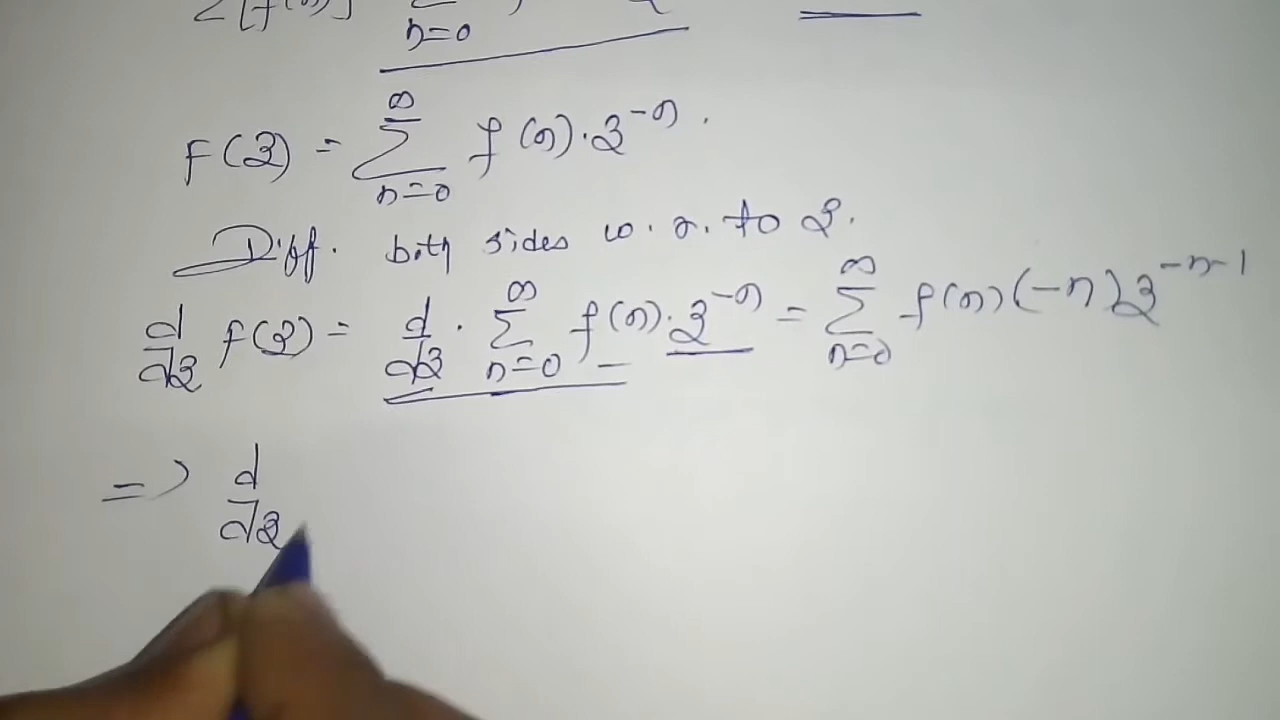 Z[f(n)] n=0
F(z) = ∞ Σ n=0 f(n).z^-n .
Diff. both sides w.r. to z.
d/dz F(z) = d/dz . ∞ Σ n=0 f(n).z^-n = ∞ Σ n=0 f(n)(-n)z^-n-1
=> d/dz